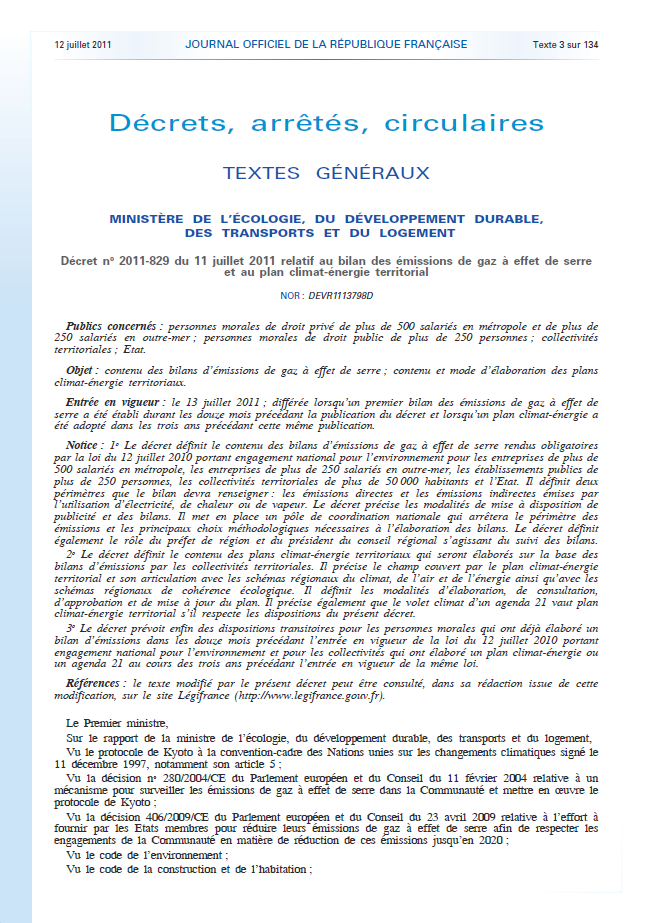 12 juillet 2011
JOURNAL OFFICIEL DE LA RÉPUBLIQUE FRANÇAISE
Texte 3 sur 134
Décrets, arrêtés, circulaires
TEXTES GÉNÉRAUX
MINISTÈRE DE L’ÉCOLOGIE, DU DÉVELOPPEMENT DURABLE,
DES TRANSPORTS ET DU LOGEMENT
Décret nº 2011-829 du 11 juillet 2011 relatif au bilan des émissions de gaz à effet de serre
et au plan climat-énergie territorial
NOR : DEVR1113798D
Publics concernés : personnes morales de droit privé de plus de 500 salariés en métropole et de plus de
250 salariés en outre-mer ; personnes morales de droit public de plus de 250 personnes ; collectivités
territoriales ; Etat.
Objet : contenu des bilans d’émissions de gaz à effet de serre ; contenu et mode d’élaboration des plans
climat-énergie territoriaux.
Entrée en vigueur : le 13 juillet 2011 ; différée lorsqu’un premier bilan des émissions de gaz à effet de
serre a été établi durant les douze mois précédant la publication du décret et lorsqu’un plan climat-énergie a
été adopté dans les trois ans précédant cette même publication.
Notice : 1º Le décret définit le contenu des bilans d’émissions de gaz à effet de serre rendus obligatoires
par la loi du 12 juillet 2010 portant engagement national pour l’environnement pour les entreprises de plus de
500 salariés en métropole, les entreprises de plus de 250 salariés en outre-mer, les établissements publics de
plus de 250 personnes, les collectivités territoriales de plus de 50 000 habitants et l’Etat. Il définit deux
périmètres que le bilan devra renseigner : les émissions directes et les émissions indirectes émises par
l’utilisation d’électricité, de chaleur ou de vapeur. Le décret précise les modalités de mise à disposition de
publicité et des bilans. Il met en place un pôle de coordination nationale qui arrêtera le périmètre des
émissions et les principaux choix méthodologiques nécessaires à l’élaboration des bilans. Le décret définit
également le rôle du préfet de région et du président du conseil régional s’agissant du suivi des bilans.
2º Le décret définit le contenu des plans climat-énergie territoriaux qui seront élaborés sur la base des
bilans d’émissions par les collectivités territoriales. Il précise le champ couvert par le plan climat-énergie
territorial et son articulation avec les schémas régionaux du climat, de l’air et de l’énergie ainsi qu’avec les
schémas régionaux de cohérence écologique. Il définit les modalités d’élaboration, de consultation,
d’approbation et de mise à jour du plan. Il précise également que le volet climat d’un agenda 21 vaut plan
climat-énergie territorial s’il respecte les dispositions du présent décret.
3º Le décret prévoit enfin des dispositions transitoires pour les personnes morales qui ont déjà élaboré un
bilan d’émissions dans les douze mois précédant l’entrée en vigueur de la loi du 12 juillet 2010 portant
engagement national pour l’environnement et pour les collectivités qui ont élaboré un plan climat-énergie ou
un agenda 21 au cours des trois ans précédant l’entrée en vigueur de la même loi.
Références : le texte modifié par le présent décret peut être consulté, dans sa rédaction issue de cette
modification, sur le site Légifrance (http://www.legifrance.gouv.fr).
Le Premier ministre,
Sur le rapport de la ministre de l’écologie, du développement durable, des transports et du logement,
Vu le protocole de Kyoto à la convention-cadre des Nations unies sur les changements climatiques signé le
11 décembre 1997, notamment son article 5 ;
Vu la décision nº 280/2004/CE du Parlement européen et du Conseil du 11 février 2004 relative à un
mécanisme pour surveiller les émissions de gaz à effet de serre dans la Communauté et mettre en œuvre le
protocole de Kyoto ;
Vu la décision 406/2009/CE du Parlement européen et du Conseil du 23 avril 2009 relative à l’effort à
fournir par les Etats membres pour réduire leurs émissions de gaz à effet de serre afin de respecter les
engagements de la Communauté en matière de réduction de ces émissions jusqu’en 2020 ;
Vu le code de l’environnement ;
Vu le code de la construction et de l’habitation ;